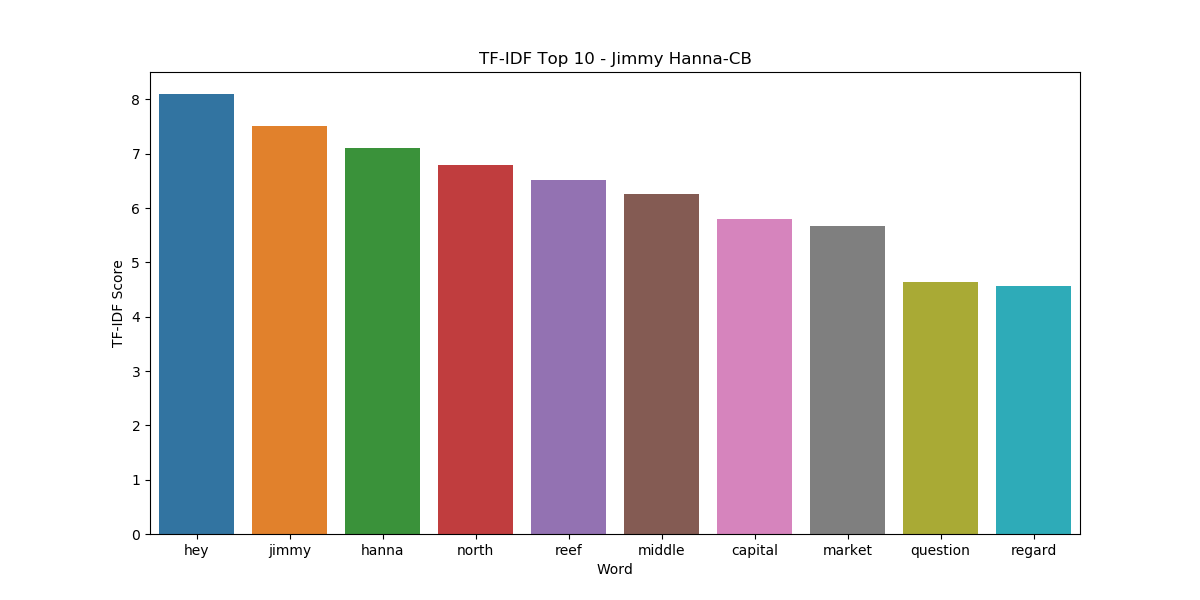 TF-IDF Top 10 - Jimmy Hanna-CB
TF-IDF Score
8
7
6
5
4
3
2
1
0
hey jimmy hanna north reef middle capital market question regard
Word